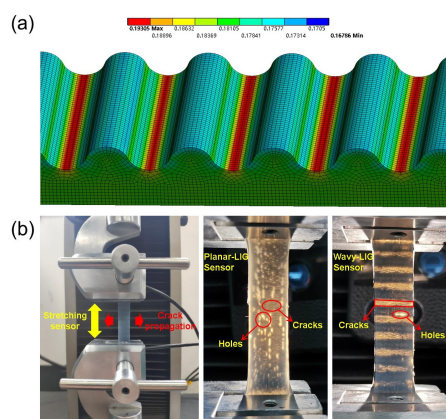 (a)
0.19305 Max 0.18632 0.18105 0.17577 0.1705 0.16786 Min
0.18896 0.18369 0.17841 0.17314
(b)
Stretching
sensor
Crack
propagation
Planar-LIG
Sensor
Cracks
Holes
Wavy-LIG
Sensor
Cracks
Holes